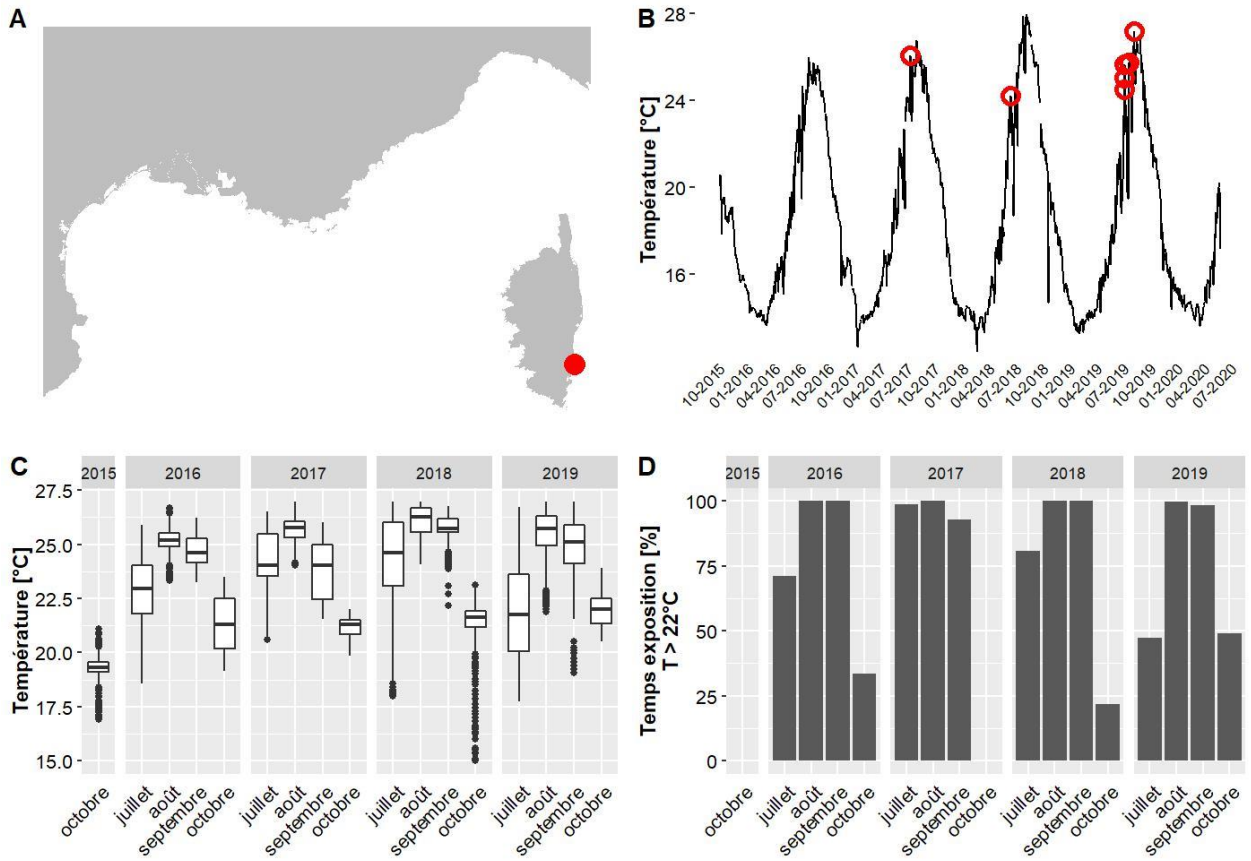 A
B
Température [°C]
28
24
20
16
10-2015
01-2016
04-2016
07-2016
10-2016
01-2017
04-2017
07-2017
10-2017
01-2018
04-2018
07-2018
10-2018
01-2019
04-2019
07-2019
10-2019
01-2020
04-2020
07-2020
C
Température [°C]
2015
2016
2017
2018
2019
27.5
25.0
22.5
20.0
17.5
15.0
octobre
juillet
août
septembre
octobre
juillet
août
septembre
octobre
juillet
août
septembre
octobre
juillet
août
septembre
octobre
D
Temps exposition [%]
T > 22°C
2015
2016
2017
2018
2019
100
75
50
25
0
octobre
juillet
août
septembre
octobre
juillet
août
septembre
octobre
juillet
août
septembre
octobre
juillet
août
septembre
octobre